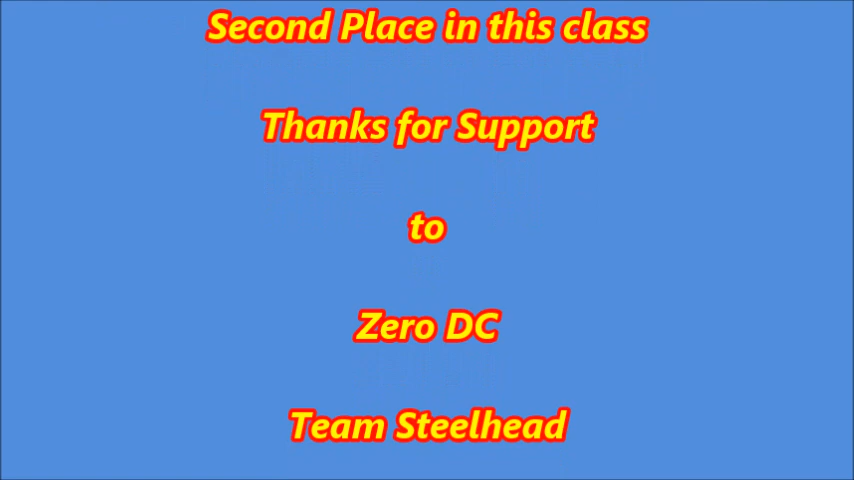 Second Place in this class
Thanks for Support
to
Zero DC
Team Steelhead